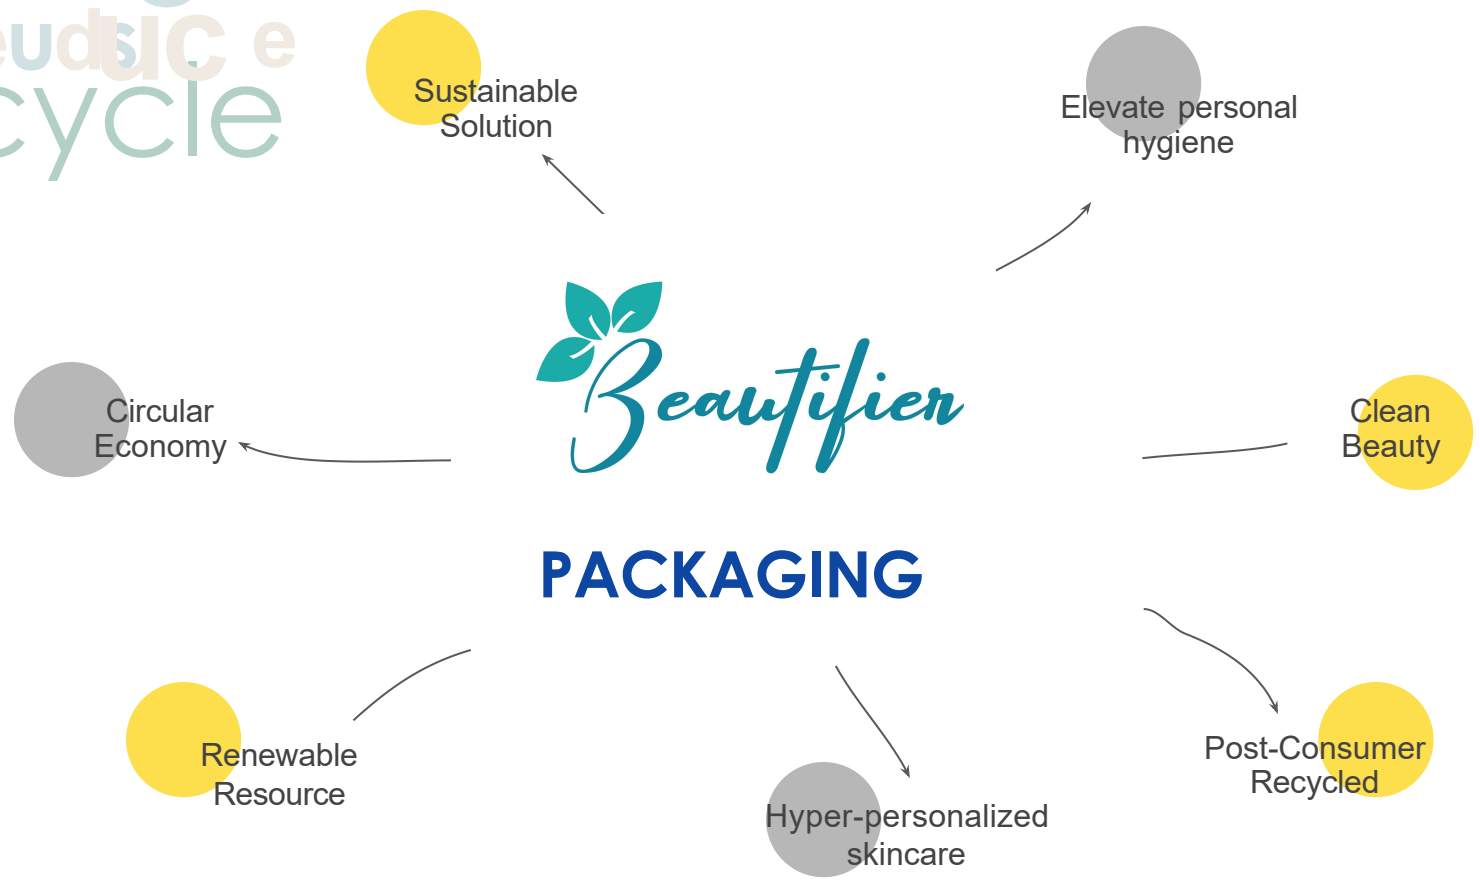 cycle
Sustainable
Solution
Elevate personal
hygiene
Beautifier
PACKAGING
Circular
Economy
Clean
Beauty
Renewable
Resource
Post-Consumer
Recycled
Hyper-personalized
skincare